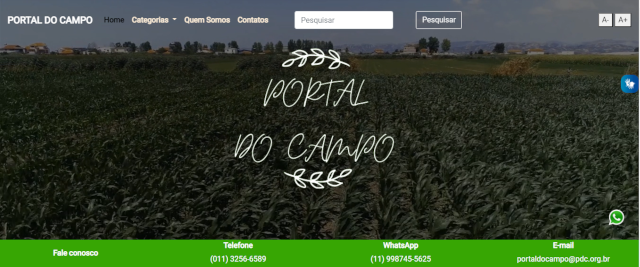 PORTAL DO CAMPO Home Categorias Quem Somos Contatos Pesquisar Pesquisar A- A+
PORTAL
DO CAMPO
Fale conosco
Telefone
(011) 3256-6589
WhatsApp
(11) 998745-5625
E-mail
portaldocampo@pdc.org.br